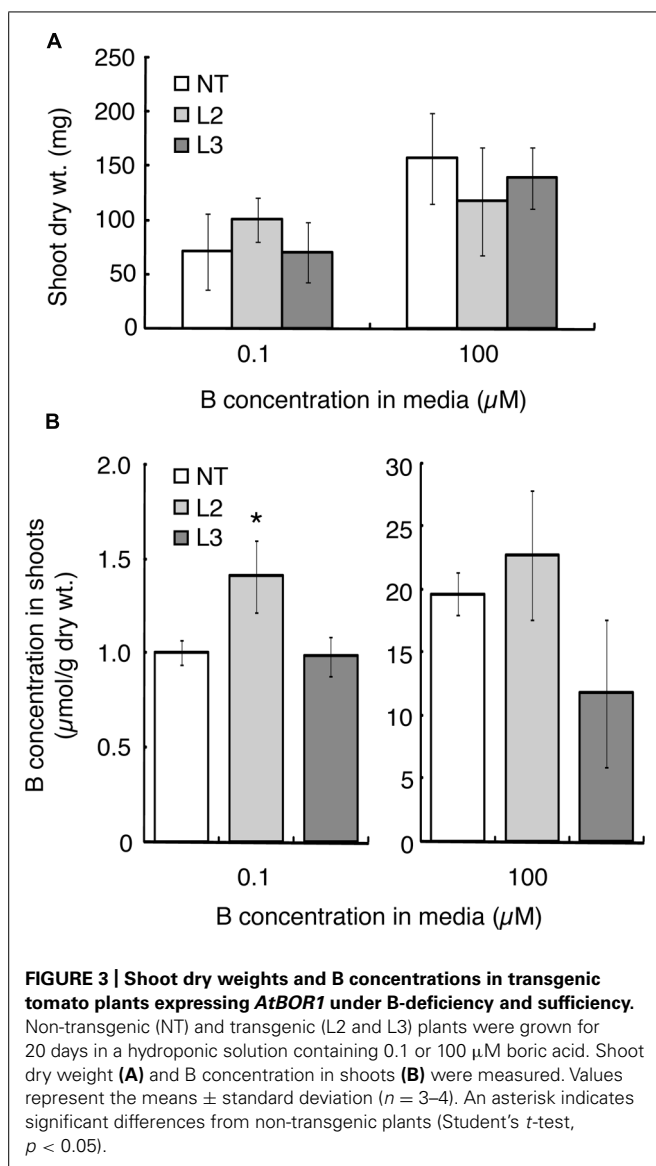 A
250
200
150
100
50
0
NT
L2
L3
Shoot dry wt. (mg)
0.1
100
B concentration in media (µM)
B
2.0
1.5
1.0
0.5
0
NT
L2
L3
*
B concentration in shoots
(µmol/g dry wt.)
30
25
20
15
10
5
0
0.1
100
B concentration in media (µM)
FIGURE 3 | Shoot dry weights and B concentrations in transgenic
tomato plants expressing AtBOR1 under B-deficiency and sufficiency.
Non-transgenic (NT) and transgenic (L2 and L3) plants were grown for
20 days in a hydroponic solution containing 0.1 or 100 µM boric acid. Shoot
dry weight (A) and B concentration in shoots (B) were measured. Values
represent the means ± standard deviation (n = 3–4). An asterisk indicates
significant differences from non-transgenic plants (Student's t-test,
p < 0.05).